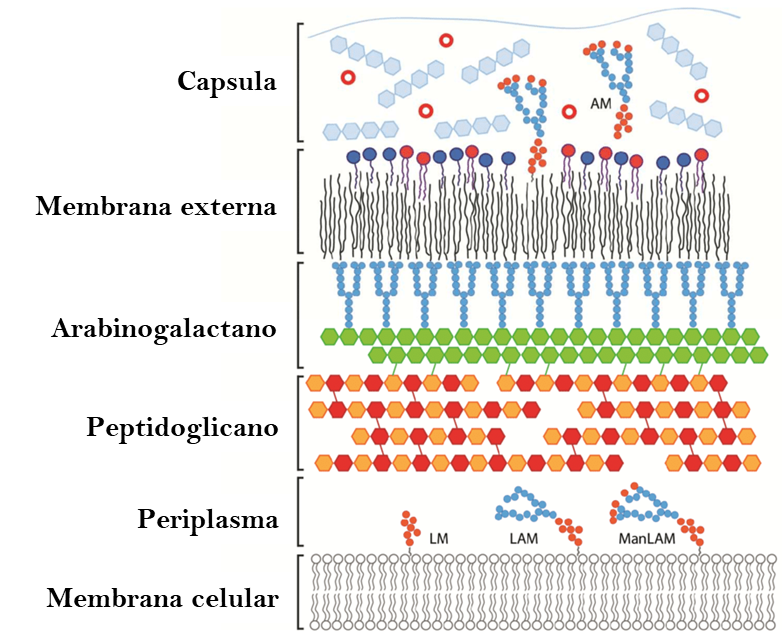 Capsula
AM
Membrana externa
Arabinogalactano
Peptidoglicano
Periplasma
LM
LAM
ManLAM
Membrana celular